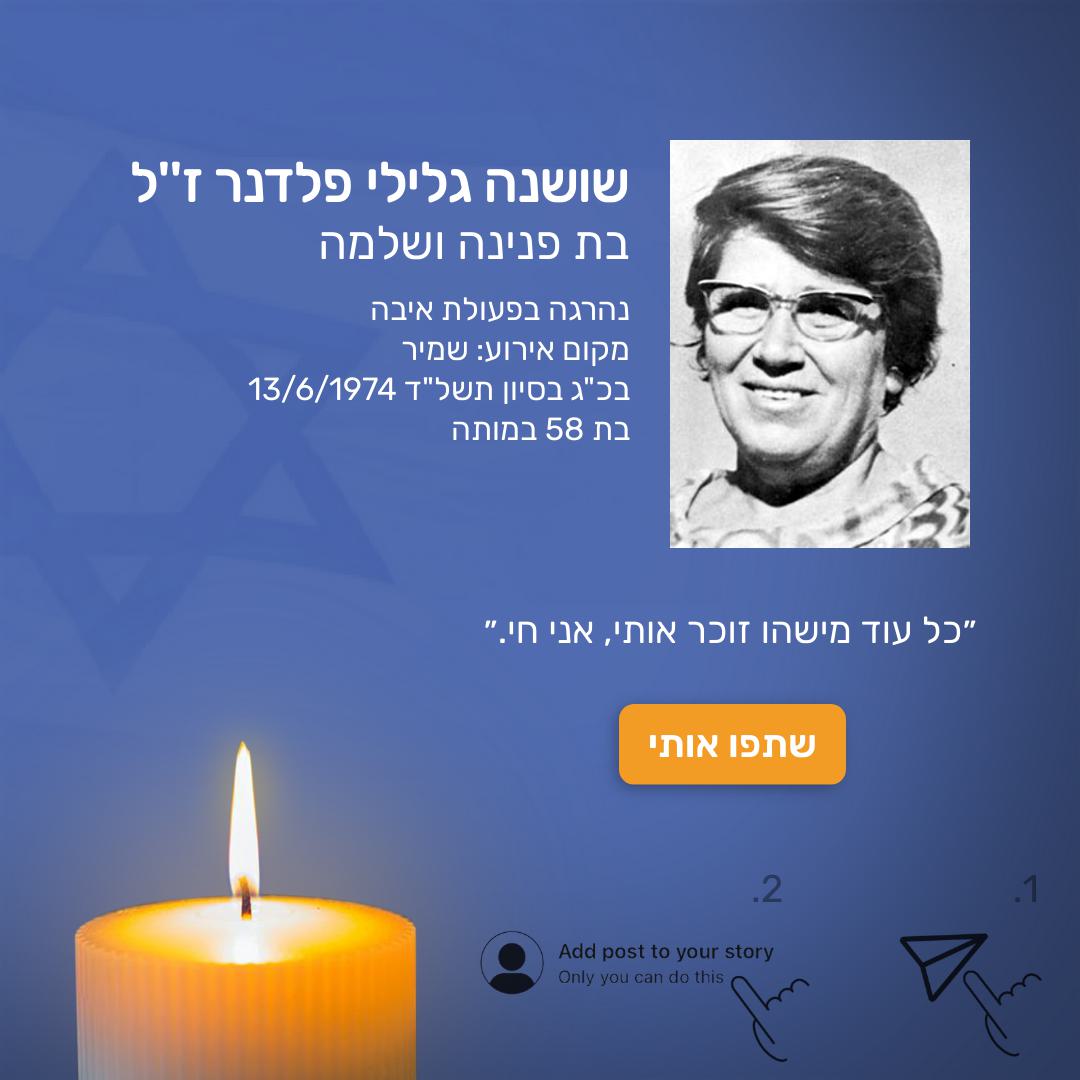 שושנה גלילי פלדנר ז"ל
בת פנינה ושלמה
נהרגה בפעולת איבה
מקום אירוע: שמיר
בכ"ג בסיון תשל"ד 13/6/1974
בת 58 במותה
״כל עוד מישהו זוכר אותי, אני חי.״
שתפו אותי
1.
2.
Add post to your story
Only you can do this